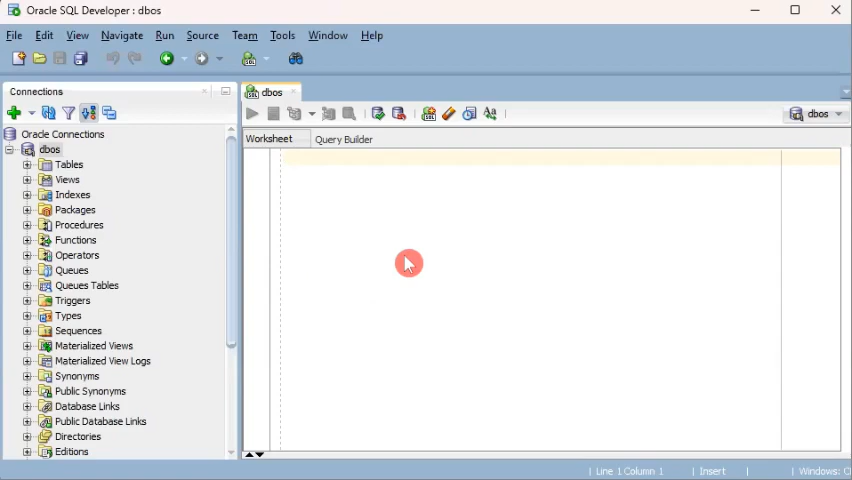 Oracle SQL Developer : dbos
File Edit View Navigate Run Source Team Tools Window Help
Connections
dbos
dbos
Worksheet Query Builder
Oracle Connections
dbos
Tables
Views
Indexes
Packages
Procedures
Functions
Operators
Queues
Queues Tables
Triggers
Types
Sequences
Materialized Views
Materialized View Logs
Synonyms
Public Synonyms
Database Links
Public Database Links
Directories
Editions
Line 1 Column 1 Insert Windows: C